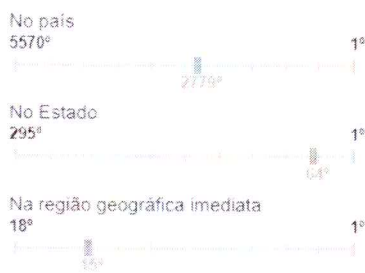 No país
5570º 1º
2779º
No Estado
295º 1º
64º
Na região geográfica imediata
18º 1º
15º